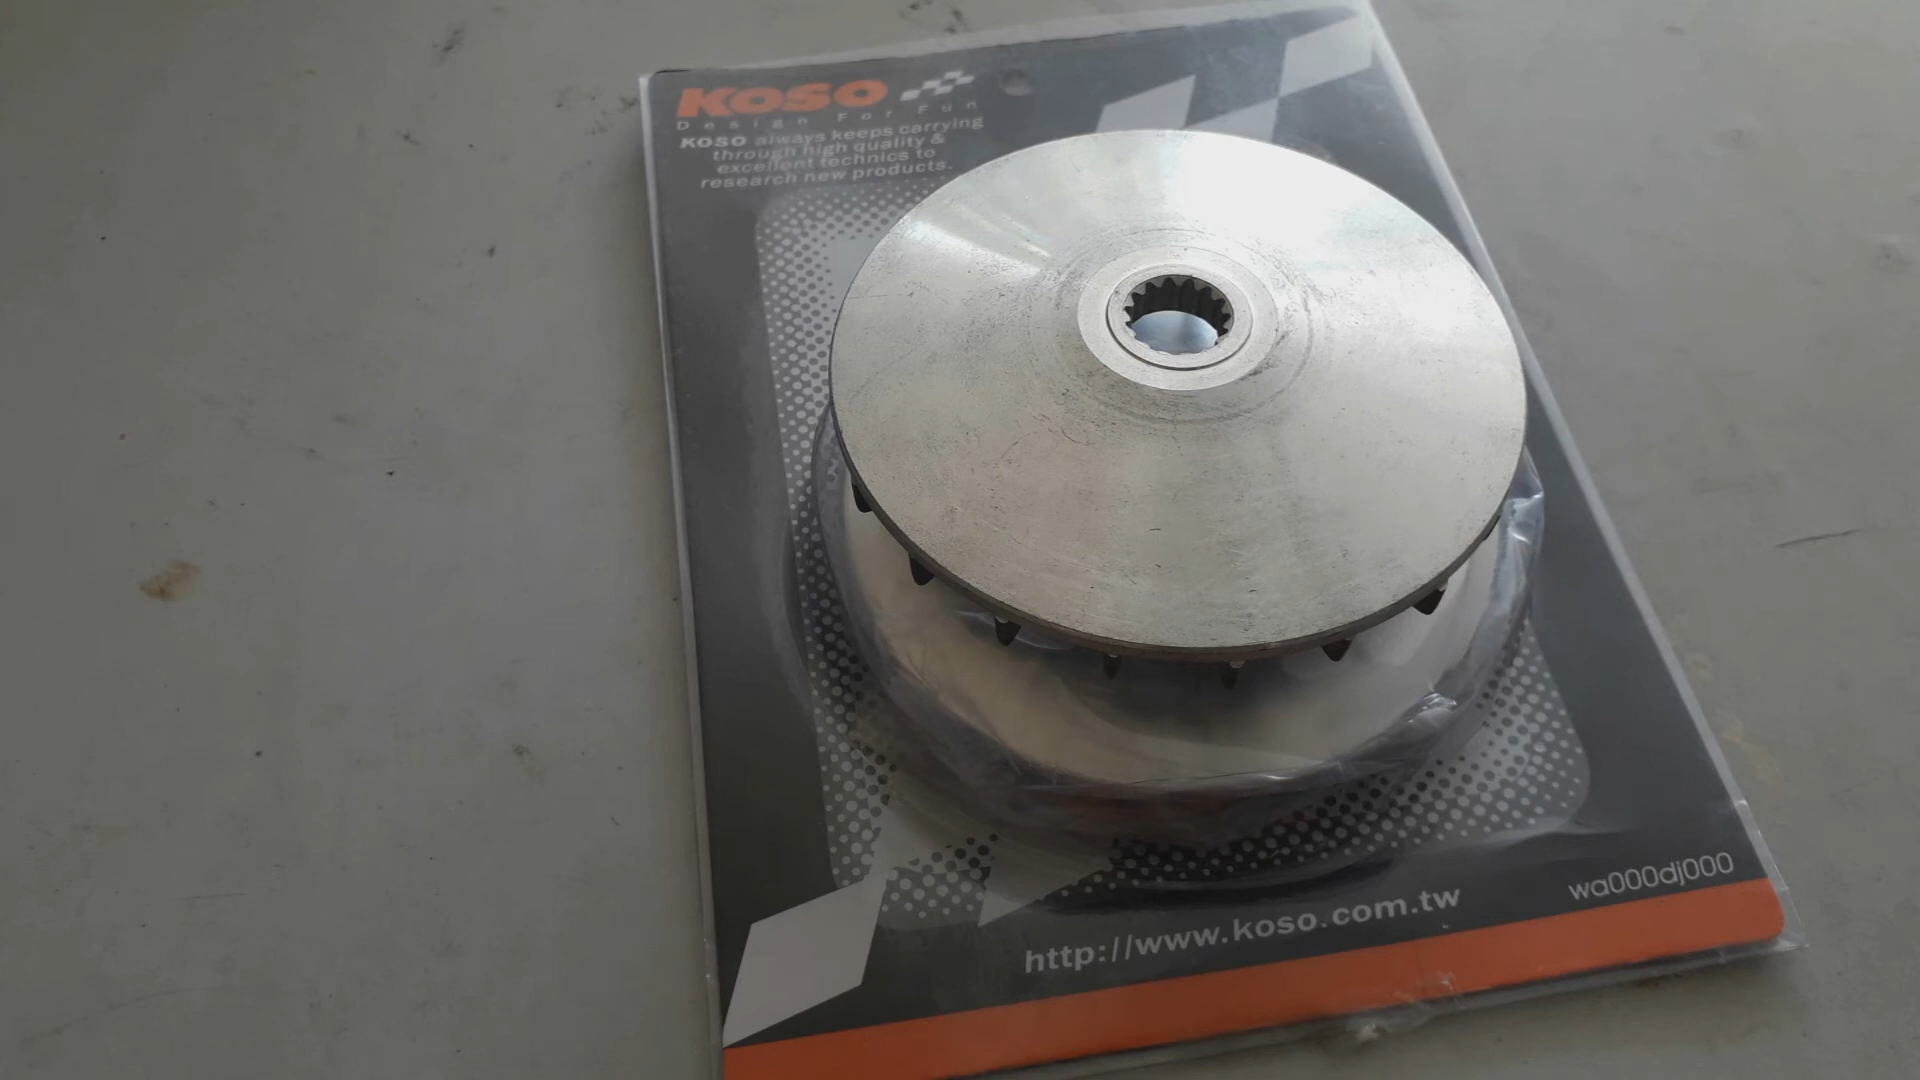 KOSO
Design For Fun
KOSO always keeps carrying
through high quality &
excellent technics to
research new products.
http://www.koso.com.tw
wa000dj000